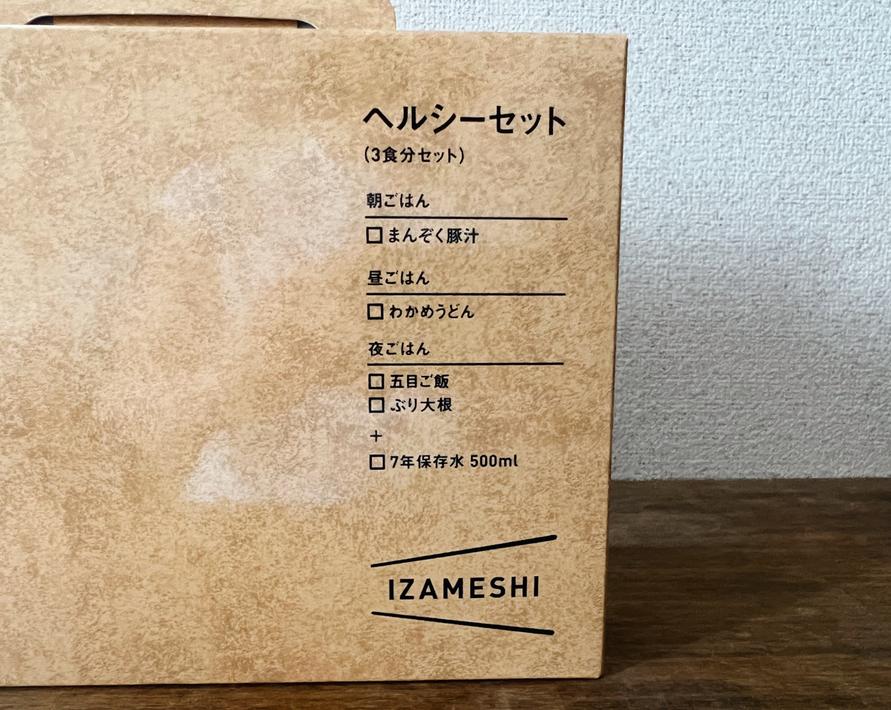 ヘルシーセット
(3食分セット)
朝ごはん
□ まんぞく豚汁
昼ごはん
□ わかめうどん
夜ごはん
□ 五目ご飯
□ ぶり大根
+
□ 7年保存水 500ml
IZAMESHI